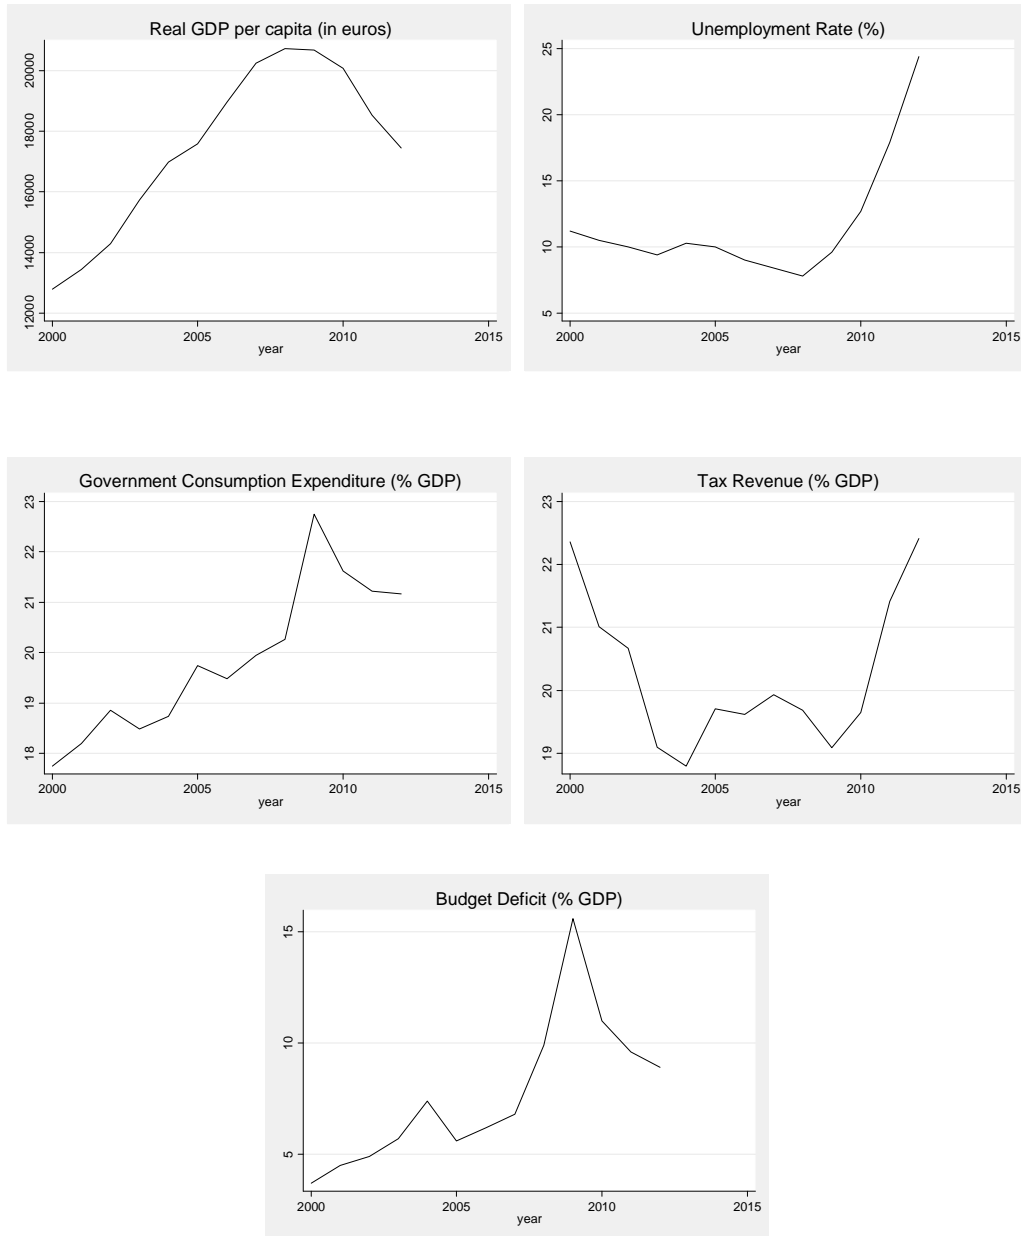 Real GDP per capita (in euros)
20000
18000
16000
14000
12000
2000 2005 2010 2015
year
Unemployment Rate (%)
25
20
15
10
5
2000 2005 2010 2015
year
Government Consumption Expenditure (% GDP)
23
22
21
20
19
18
2000 2005 2010 2015
year
Tax Revenue (% GDP)
23
22
21
20
19
2000 2005 2010 2015
year
Budget Deficit (% GDP)
15
10
5
2000 2005 2010 2015
year